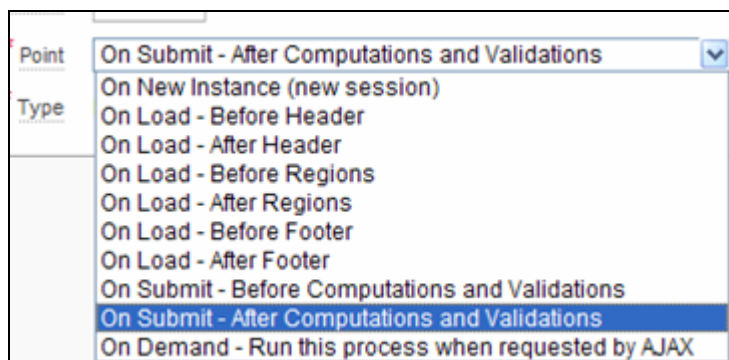 * Point On Submit - After Computations and Validations
On New Instance (new session)
* Type On Load - Before Header
On Load - After Header
On Load - Before Regions
On Load - After Regions
On Load - Before Footer
On Load - After Footer
On Submit - Before Computations and Validations
On Submit - After Computations and Validations
On Demand - Run this process when requested by AJAX